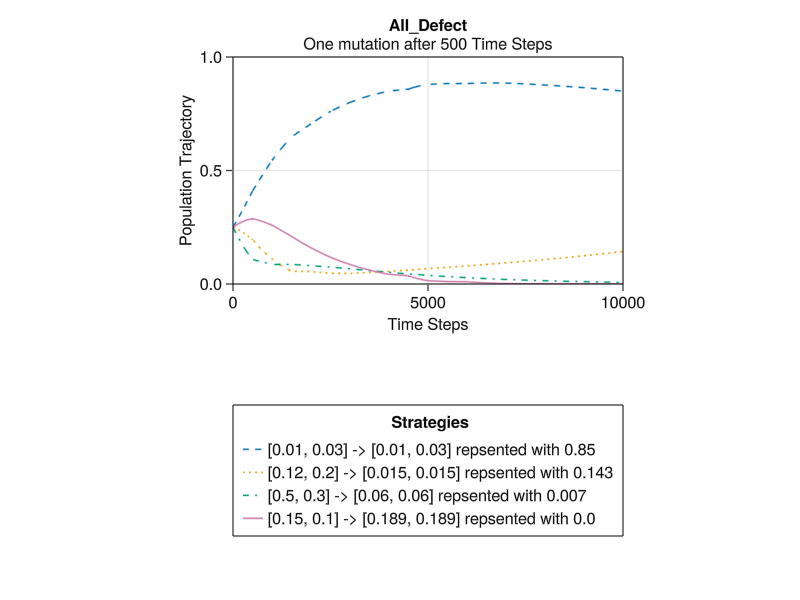 All_Defect
One mutation after 500 Time Steps
1.0
0.5
0.0
Population Trajectory
0
5000
10000
Time Steps
Strategies
[0.01, 0.03] -> [0.01, 0.03] repsented with 0.85
[0.12, 0.2] -> [0.015, 0.015] repsented with 0.143
[0.5, 0.3] -> [0.06, 0.06] repsented with 0.007
[0.15, 0.1] -> [0.189, 0.189] repsented with 0.0